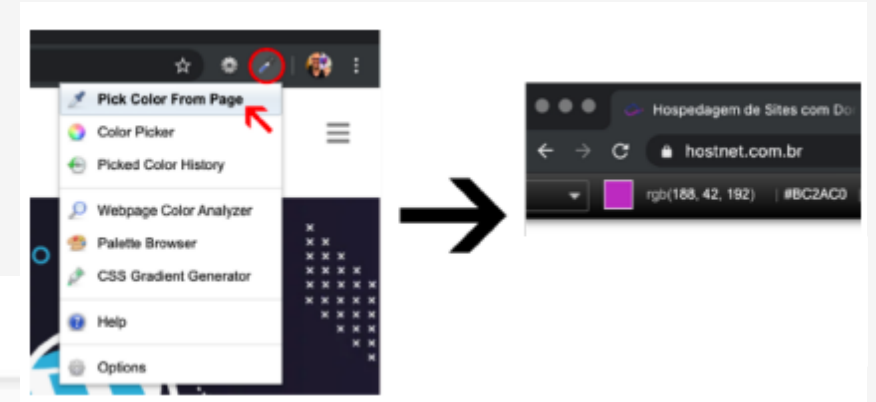 Pick Color From Page
Color Picker
Picked Color History
Webpage Color Analyzer
Palette Browser
CSS Gradient Generator
Help
Options
Hospedagem de Sites com Do
hostnet.com.br
rgb(188, 42, 192) | #BC2AC0